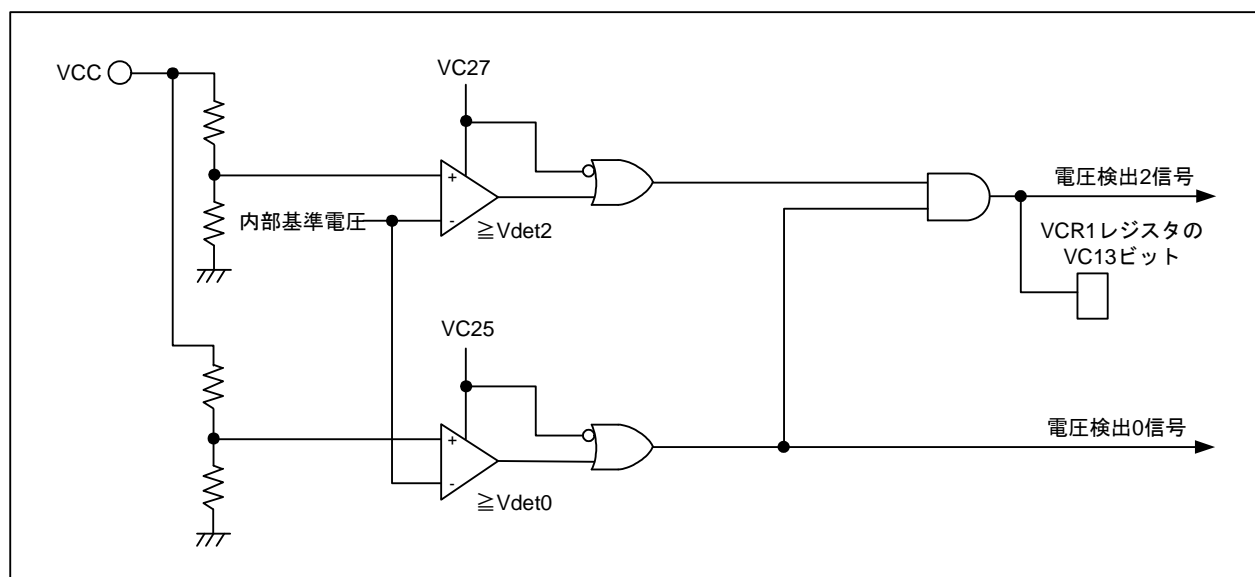 VCC
VC27
+
-
内部基準電圧
≧Vdet2
電圧検出2信号
VCR1レジスタの
VC13ビット
VC25
+
-
≧Vdet0
電圧検出0信号